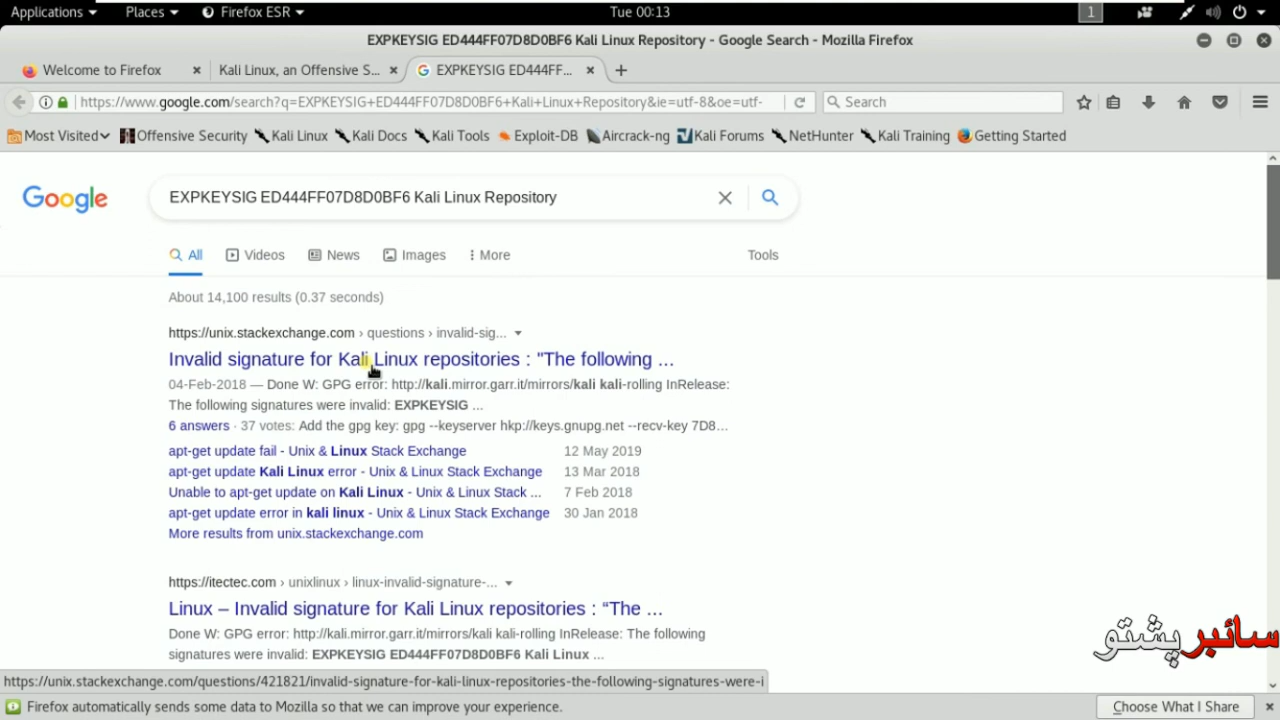 Applications Places Firefox ESR Tue 00:13 1
EXPKEYSIG ED444FF07D8D0BF6 Kali Linux Repository - Google Search - Mozilla Firefox
Welcome to Firefox × Kali Linux, an Offensive S... × G EXPKEYSIG ED444FF... × +
https://www.google.com/search?q=EXPKEYSIG+ED444FF07D8D0BF6+Kali+Linux+Repository&ie=utf-8&oe=utf- Search
Most Visited Offensive Security Kali Linux Kali Docs Kali Tools Exploit-DB Aircrack-ng Kali Forums NetHunter Kali Training Getting Started
Google EXPKEYSIG ED444FF07D8D0BF6 Kali Linux Repository
All Videos News Images More Tools
About 14,100 results (0.37 seconds)
https://unix.stackexchange.com › questions › invalid-sig...
Invalid signature for Kali Linux repositories : "The following ...
04-Feb-2018 — Done W: GPG error: http://kali.mirror.garr.it/mirrors/kali kali-rolling InRelease:
The following signatures were invalid: EXPKEYSIG ...
6 answers · 37 votes: Add the gpg key: gpg --keyserver hkp://keys.gnupg.net --recv-key 7D8...
apt-get update fail - Unix & Linux Stack Exchange 12 May 2019
apt-get update Kali Linux error - Unix & Linux Stack Exchange 13 Mar 2018
Unable to apt-get update on Kali Linux - Unix & Linux Stack ... 7 Feb 2018
apt-get update error in kali linux - Unix & Linux Stack Exchange 30 Jan 2018
More results from unix.stackexchange.com
https://itectec.com › unixlinux › linux-invalid-signature-...
Linux – Invalid signature for Kali Linux repositories : “The ...
Done W: GPG error: http://kali.mirror.garr.it/mirrors/kali kali-rolling InRelease: The following
signatures were invalid: EXPKEYSIG ED444FF07D8D0BF6 Kali Linux ...
سائبر پشتو
https://unix.stackexchange.com/questions/421821/invalid-signature-for-kali-linux-repositories-the-following-signatures-were-i
Firefox automatically sends some data to Mozilla so that we can improve your experience. Choose What I Share ×